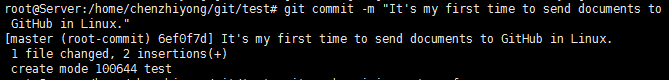 root@Server:/home/chenzhiyong/git/test# git commit -m "It's my first time to send documents to
 GitHub in Linux."
[master (root-commit) 6ef0f7d] It's my first time to send documents to GitHub in Linux.
 1 file changed, 2 insertions(+)
 create mode 100644 test